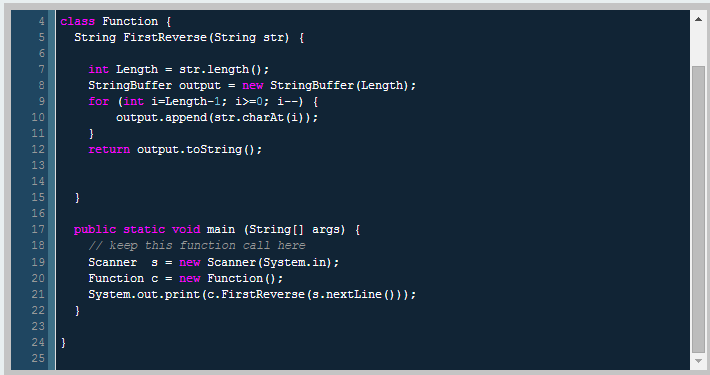 4 class Function {
5 String FirstReverse(String str) {
6
7 int Length = str.length();
8 StringBuffer output = new StringBuffer(Length);
9 for (int i=Length-1; i>=0; i--) {
10 output.append(str.charAt(i));
11 }
12 return output.toString();
13
14
15 }
16
17 public static void main (String[] args) {
18 // keep this function call here
19 Scanner  s = new Scanner(System.in);
20 Function c = new Function();
21 System.out.print(c.FirstReverse(s.nextLine()));
22 }
23
24 }
25